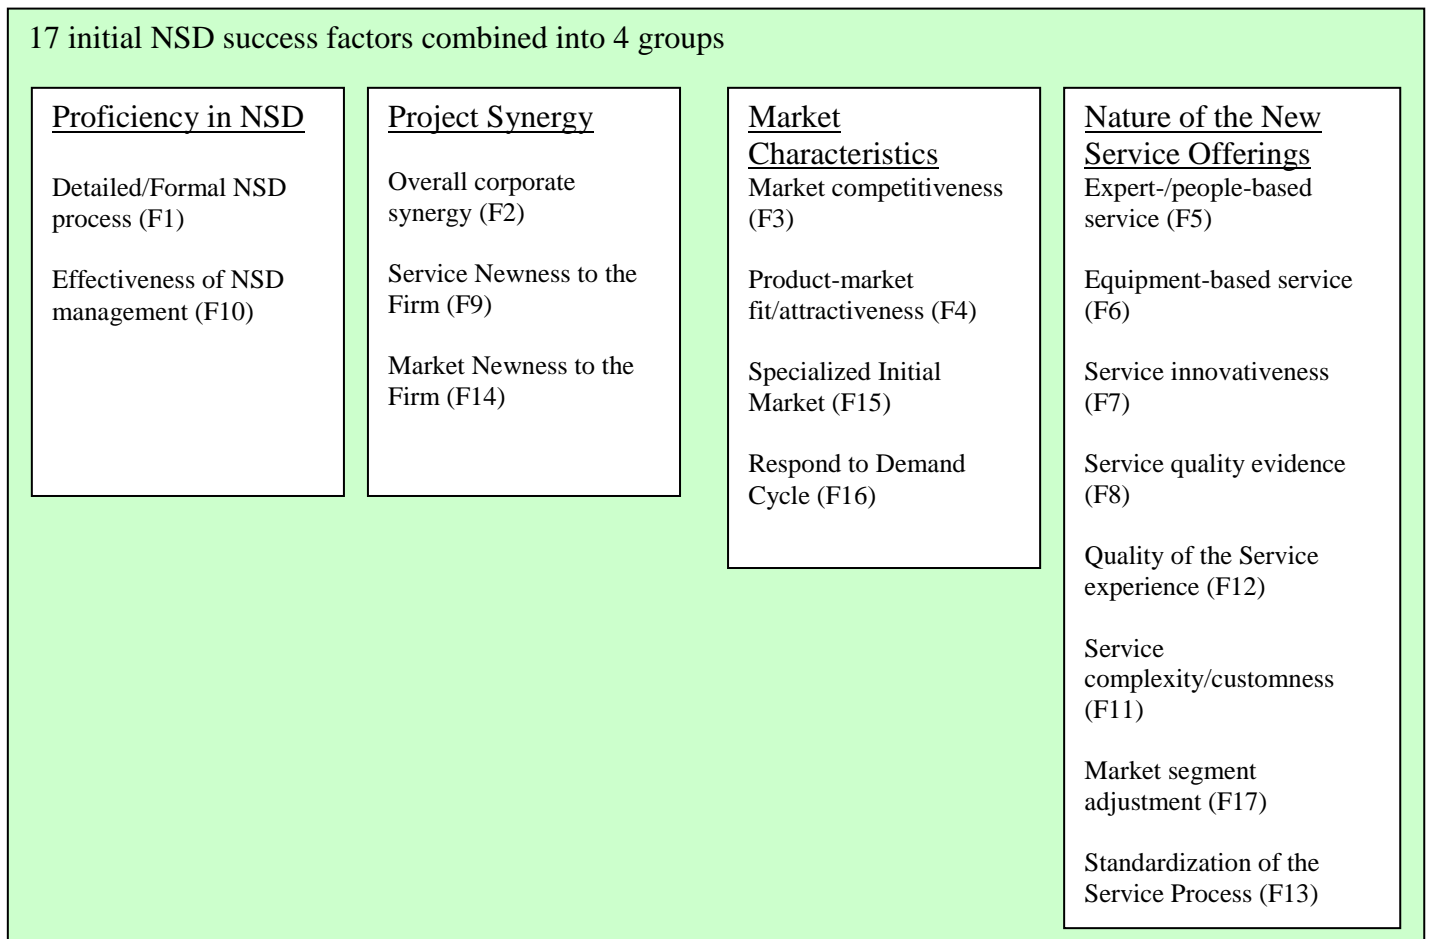 17 initial NSD success factors combined into 4 groups
Proficiency in NSD
Detailed/Formal NSD
process (F1)
Effectiveness of NSD
management (F10)
Project Synergy
Overall corporate
synergy (F2)
Service Newness to the
Firm (F9)
Market Newness to the
Firm (F14)
Market
Characteristics
Market competitiveness
(F3)
Product-market
fit/attractiveness (F4)
Specialized Initial
Market (F15)
Respond to Demand
Cycle (F16)
Nature of the New
Service Offerings
Expert-/people-based
service (F5)
Equipment-based service
(F6)
Service innovativeness
(F7)
Service quality evidence
(F8)
Quality of the Service
experience (F12)
Service
complexity/customness
(F11)
Market segment
adjustment (F17)
Standardization of the
Service Process (F13)